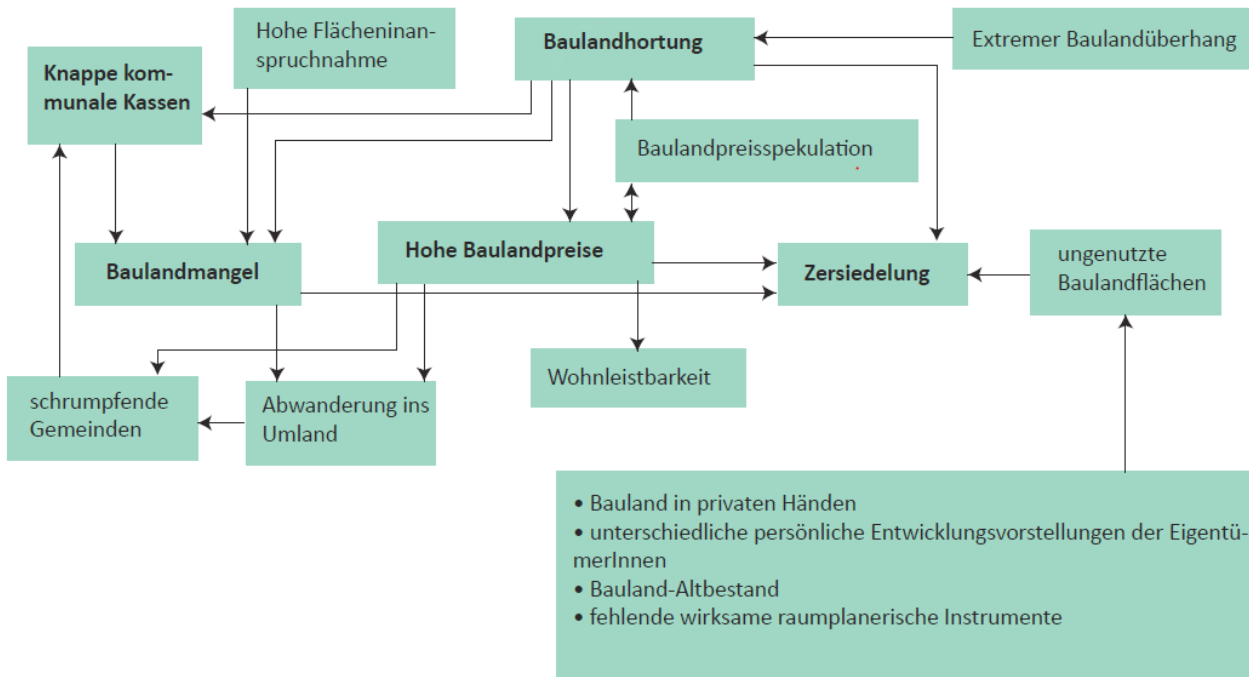 Hohe Flächeninan-
spruchnahme
Baulandhortung
Extremer Baulandüberhang
Knappe kom-
munale Kassen
Baulandpreisspekulation
Hohe Baulandpreise
Baulandmangel
Zersiedelung
ungenutzte
Baulandflächen
Wohnleistbarkeit
schrumpfende
Gemeinden
Abwanderung ins
Umland
• Bauland in privaten Händen
• unterschiedliche persönliche Entwicklungsvorstellungen der Eigentü-
merInnen
• Bauland-Altbestand
• fehlende wirksame raumplanerische Instrumente